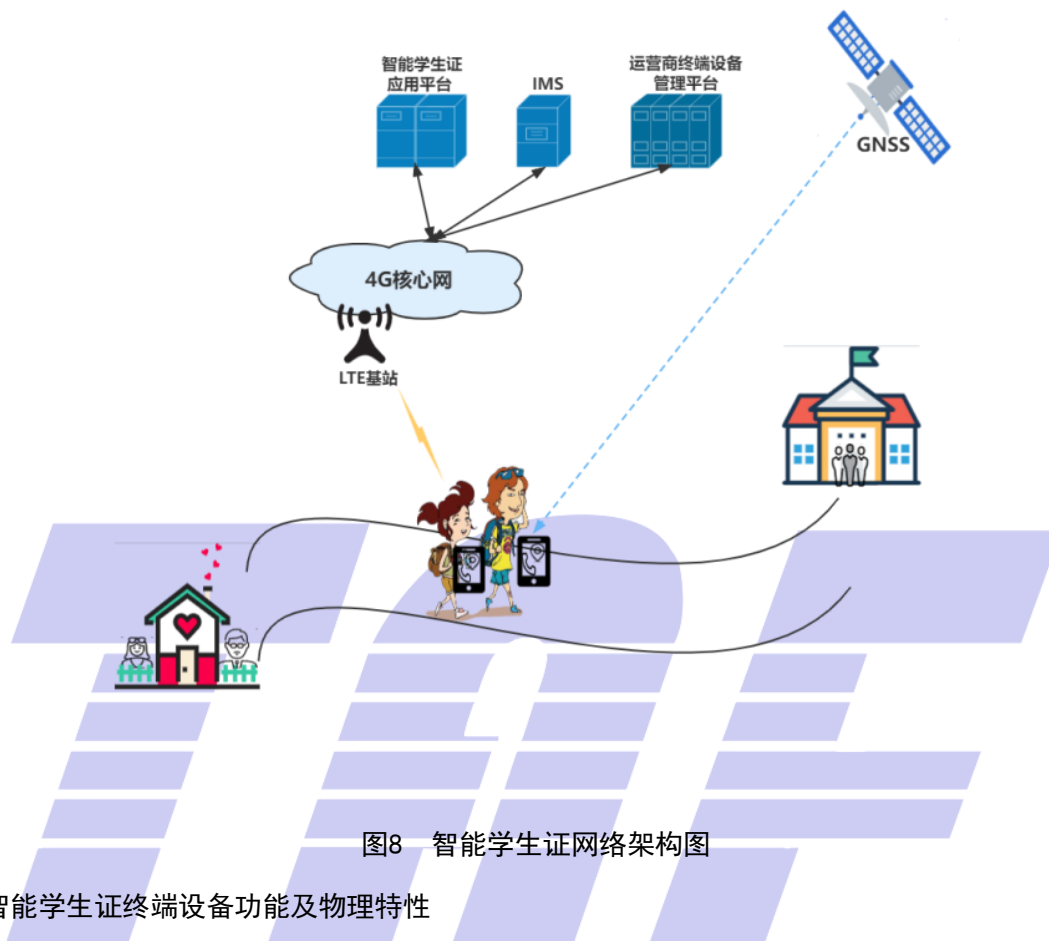 智能学生证
应用平台
IMS
运营商终端设备
管理平台
GNSS
4G核心网
LTE基站
图8 智能学生证网络架构图
智能学生证终端设备功能及物理特性